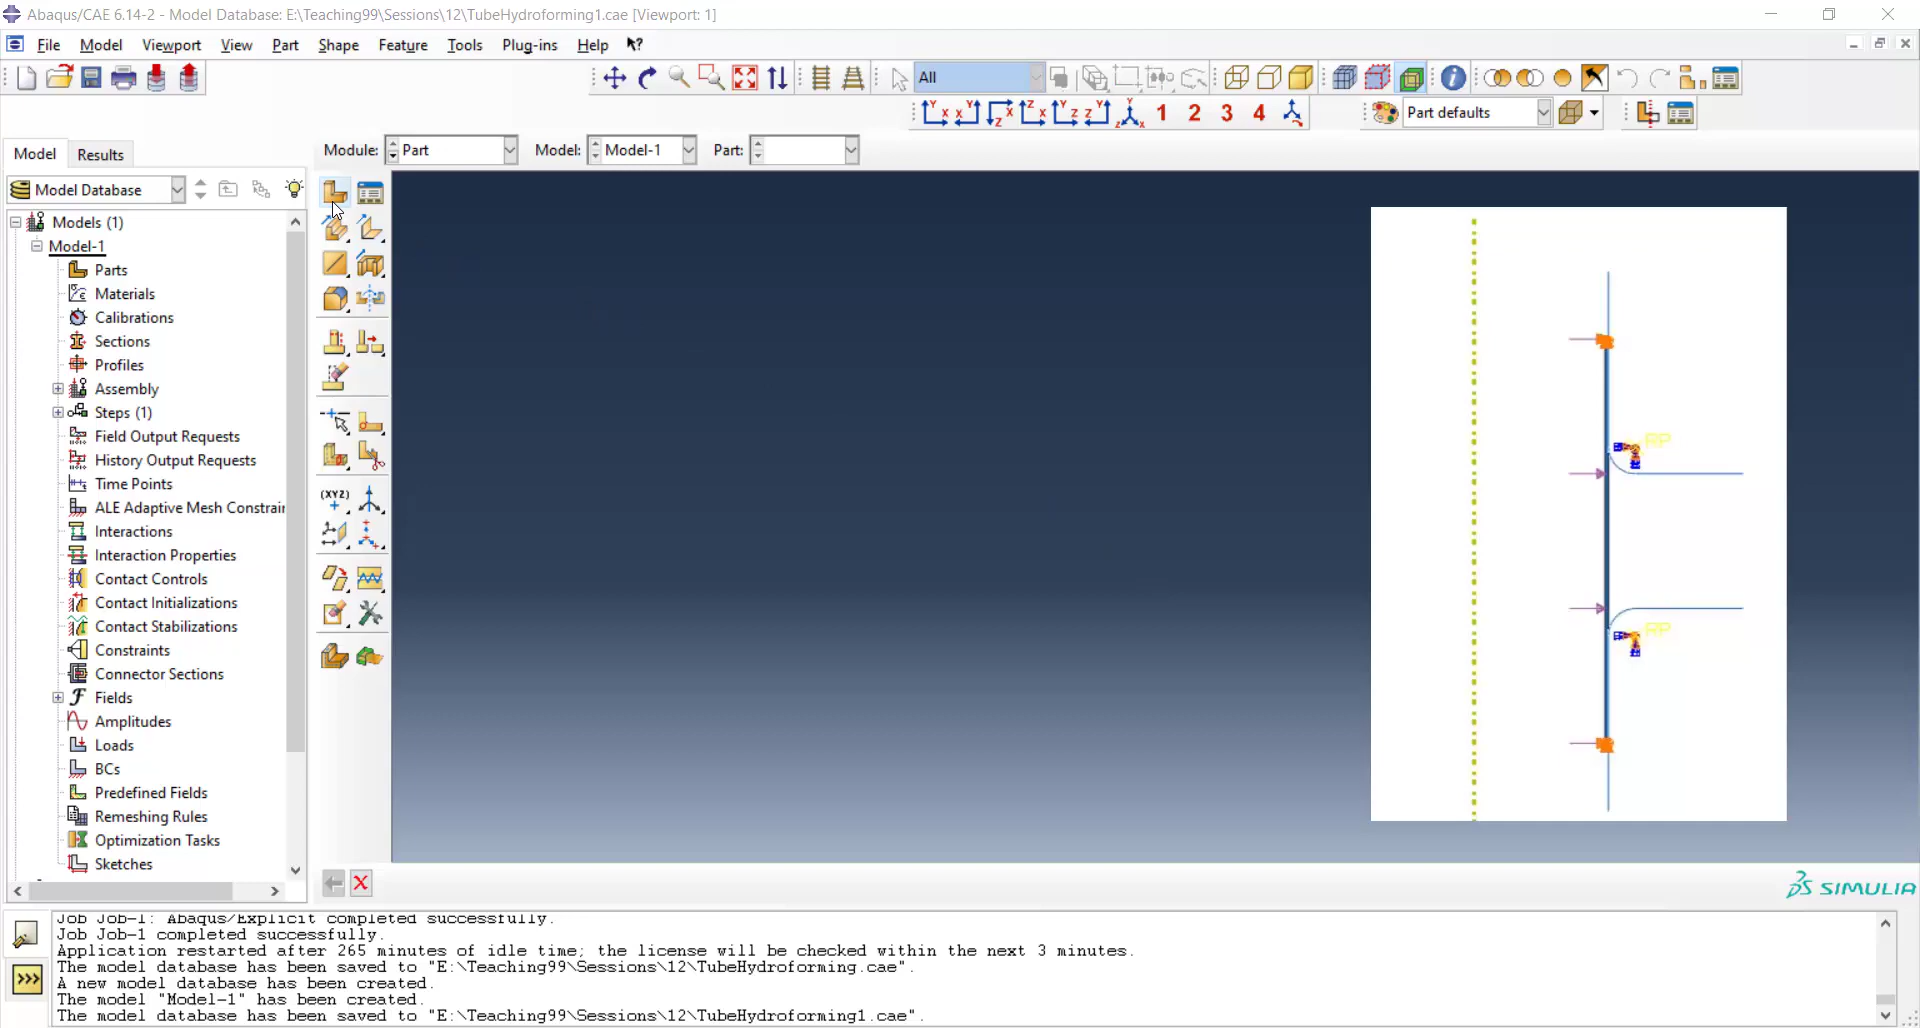 Abaqus/CAE 6.14-2 - Model Database: E:\Teaching99\Sessions\12\TubeHydroforming1.cae [Viewport: 1]
File Model Viewport View Part Shape Feature Tools Plug-ins Help
All
1 2 3 4
Part defaults
Model Results
Module: Part Model: Model-1 Part:
Model Database
Models (1)
Model-1
Parts
Materials
Calibrations
Sections
Profiles
Assembly
Steps (1)
Field Output Requests
History Output Requests
Time Points
ALE Adaptive Mesh Constrai
Interactions
Interaction Properties
Contact Controls
Contact Initializations
Contact Stabilizations
Constraints
Connector Sections
Fields
Amplitudes
Loads
BCs
Predefined Fields
Remeshing Rules
Optimization Tasks
Sketches
(XYZ)
RP
RP
SIMULIA
Job Job-1: Abaqus/Explicit completed successfully.
Job Job-1 completed successfully.
Application restarted after 265 minutes of idle time; the license will be checked within the next 3 minutes.
The model database has been saved to "E:\Teaching99\Sessions\12\TubeHydroforming.cae".
A new model database has been created.
The model "Model-1" has been created.
The model database has been saved to "E:\Teaching99\Sessions\12\TubeHydroforming1.cae".